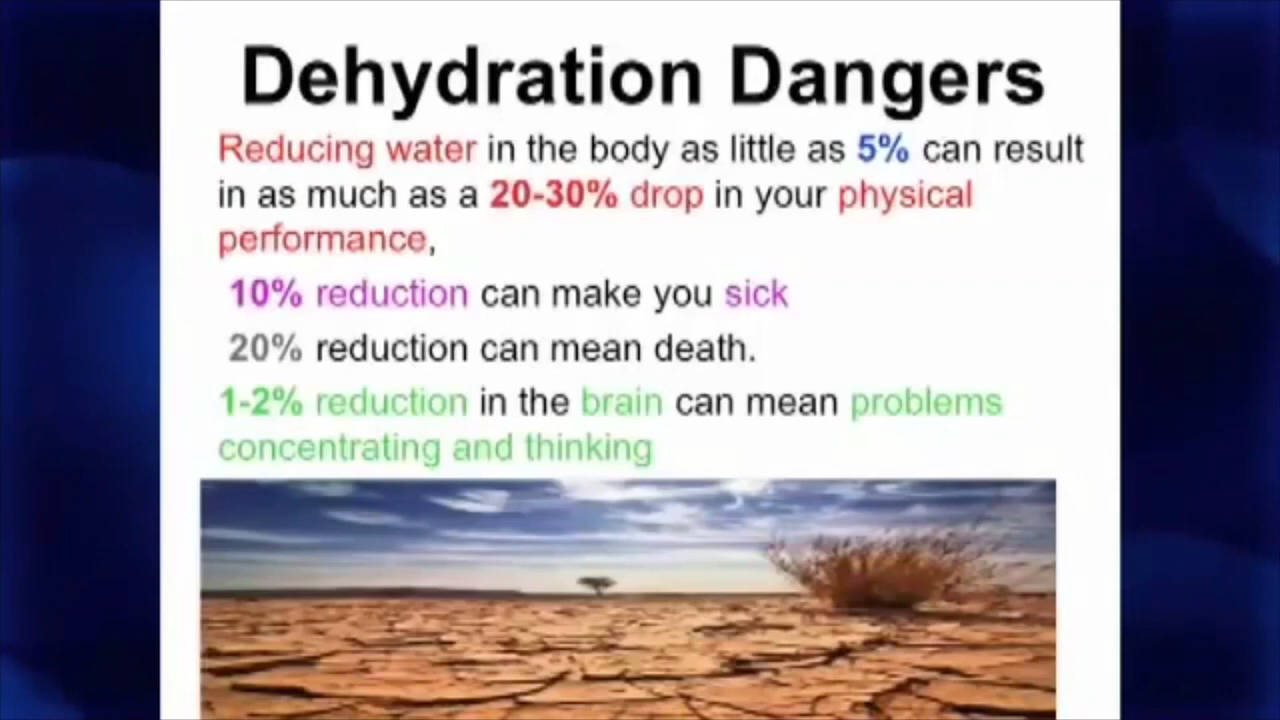 Dehydration Dangers
Reducing water in the body as little as 5% can result
in as much as a 20-30% drop in your physical
performance,
10% reduction can make you sick
20% reduction can mean death.
1-2% reduction in the brain can mean problems
concentrating and thinking